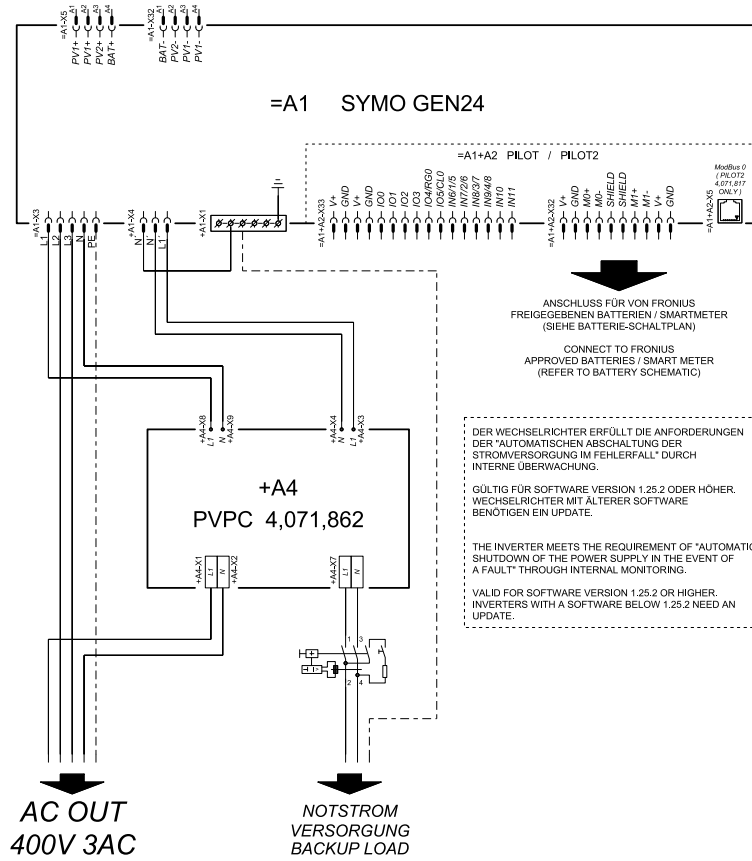 =A1-X5
A1
A2
A3
A4
PV1+
PV1+
PV2+
BAT+
=A1-X32
A1
A2
A3
A4
BAT-
PV2-
PV1-
PV1-
=A1 SYMO GEN24
=A1+A2 PILOT / PILOT2
ModBus 0
( PILOT2
4,071,817
ONLY )
=A1-X3
L1
L2
L3
N
PE
+A1-X4
N'
N'
L1'
+A1-X1
=A1+A2-X33
V+
GND
V+
GND
IO0
IO1
IO2
IO3
IO4/RG0
IO5/CL0
IN6/1/5
IN7/2/6
IN8/3/7
IN9/4/8
IN10
IN11
=A1+A2-X32
V+
GND
M0+
M0-
SHIELD
SHIELD
M1+
M1-
V+
GND
=A1+A2-X5
ANSCHLUSS FÜR VON FRONIUS
FREIGEGEBENEN BATTERIEN / SMARTMETER
(SIEHE BATTERIE-SCHALTPLAN)
CONNECT TO FRONIUS
APPROVED BATTERIES / SMART METER
(REFER TO BATTERY SCHEMATIC)
+A4-X8
L1
N
+A4-X9
+A4-X4
N
L1
+A4-X3
+A4
PVPC 4,071,862
+A4-X1
L1
N
+A4-X2
+A4-X7
L1
N
DER WECHSELRICHTER ERFÜLLT DIE ANFORDERUNGEN
DER "AUTOMATISCHEN ABSCHALTUNG DER
STROMVERSORGUNG IM FEHLERFALL" DURCH
INTERNE ÜBERWACHUNG.
GÜLTIG FÜR SOFTWARE VERSION 1.25.2 ODER HÖHER.
WECHSELRICHTER MIT ÄLTERER SOFTWARE
BENÖTIGEN EIN UPDATE.
THE INVERTER MEETS THE REQUIREMENT OF "AUTOMATIC
SHUTDOWN OF THE POWER SUPPLY IN THE EVENT OF
A FAULT" THROUGH INTERNAL MONITORING.
VALID FOR SOFTWARE VERSION 1.25.2 OR HIGHER.
INVERTERS WITH A SOFTWARE BELOW 1.25.2 NEED AN
UPDATE.
1
3
2
4
AC OUT
400V 3AC
NOTSTROM
VERSORGUNG
BACKUP LOAD